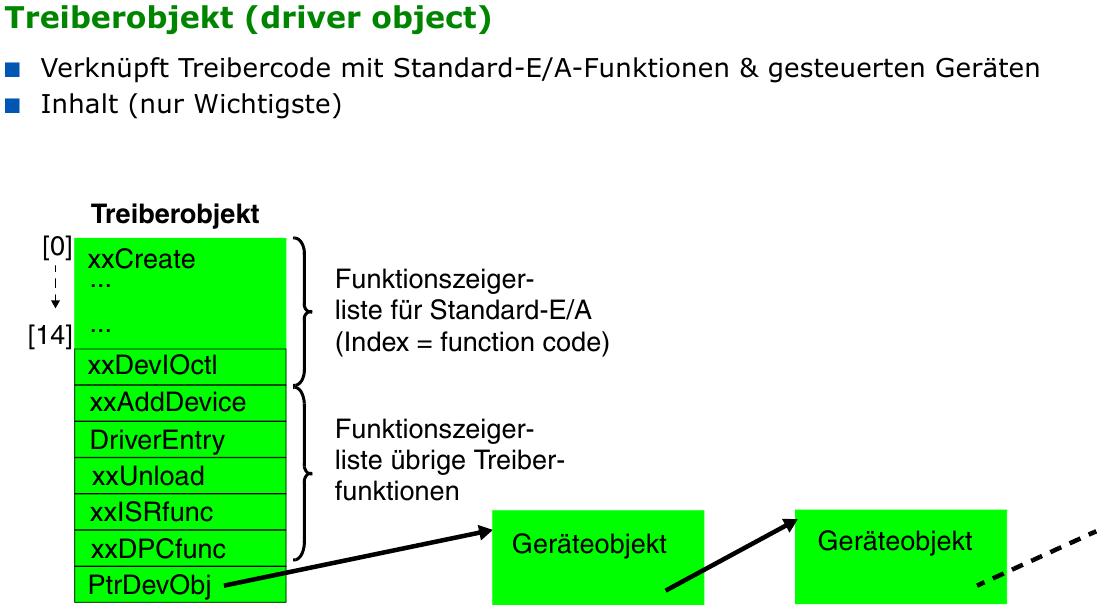 Treiberobjekt (driver object)
Verknüpft Treibercode mit Standard-E/A-Funktionen & gesteuerten Geräten
Inhalt (nur Wichtigste)
Treiberobjekt
[0]
xxCreate
...
...
[14]
xxDevIOctl
xxAddDevice
DriverEntry
xxUnload
xxISRfunc
xxDPCfunc
PtrDevObj
Funktionszeiger-
liste für Standard-E/A
(Index = function code)
Funktionszeiger-
liste übrige Treiber-
funktionen
Geräteobjekt
Geräteobjekt